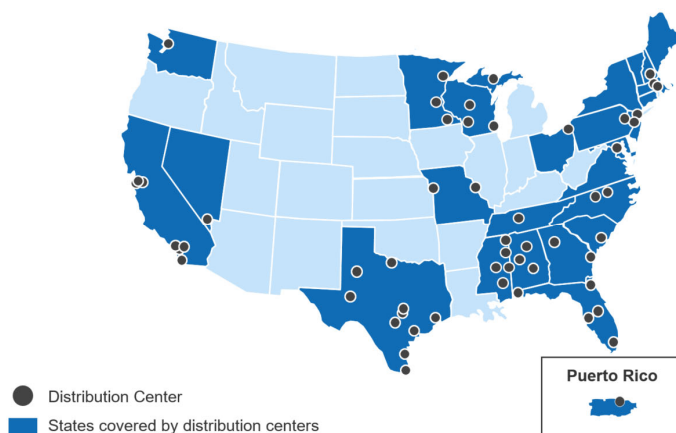 Puerto Rico
Distribution Center
States covered by distribution centers